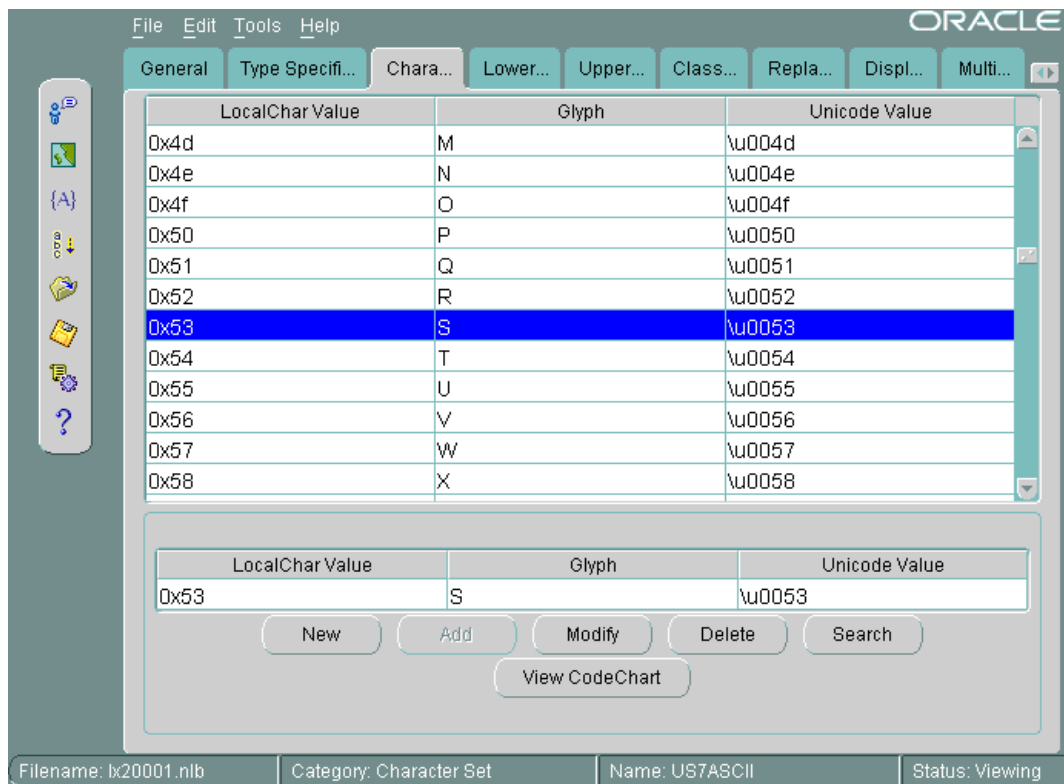 File Edit Tools Help ORACLE
General Type Specifi... Chara... Lower... Upper... Class... Repla... Displ... Multi...
LocalChar Value Glyph Unicode Value
0x4d M \u004d
0x4e N \u004e
0x4f O \u004f
0x50 P \u0050
0x51 Q \u0051
0x52 R \u0052
0x53 S \u0053
0x54 T \u0054
0x55 U \u0055
0x56 V \u0056
0x57 W \u0057
0x58 X \u0058
{A}
a b c
?
LocalChar Value Glyph Unicode Value
0x53 S \u0053
New Add Modify Delete Search
View CodeChart
Filename: lx20001.nlb Category: Character Set Name: US7ASCII Status: Viewing